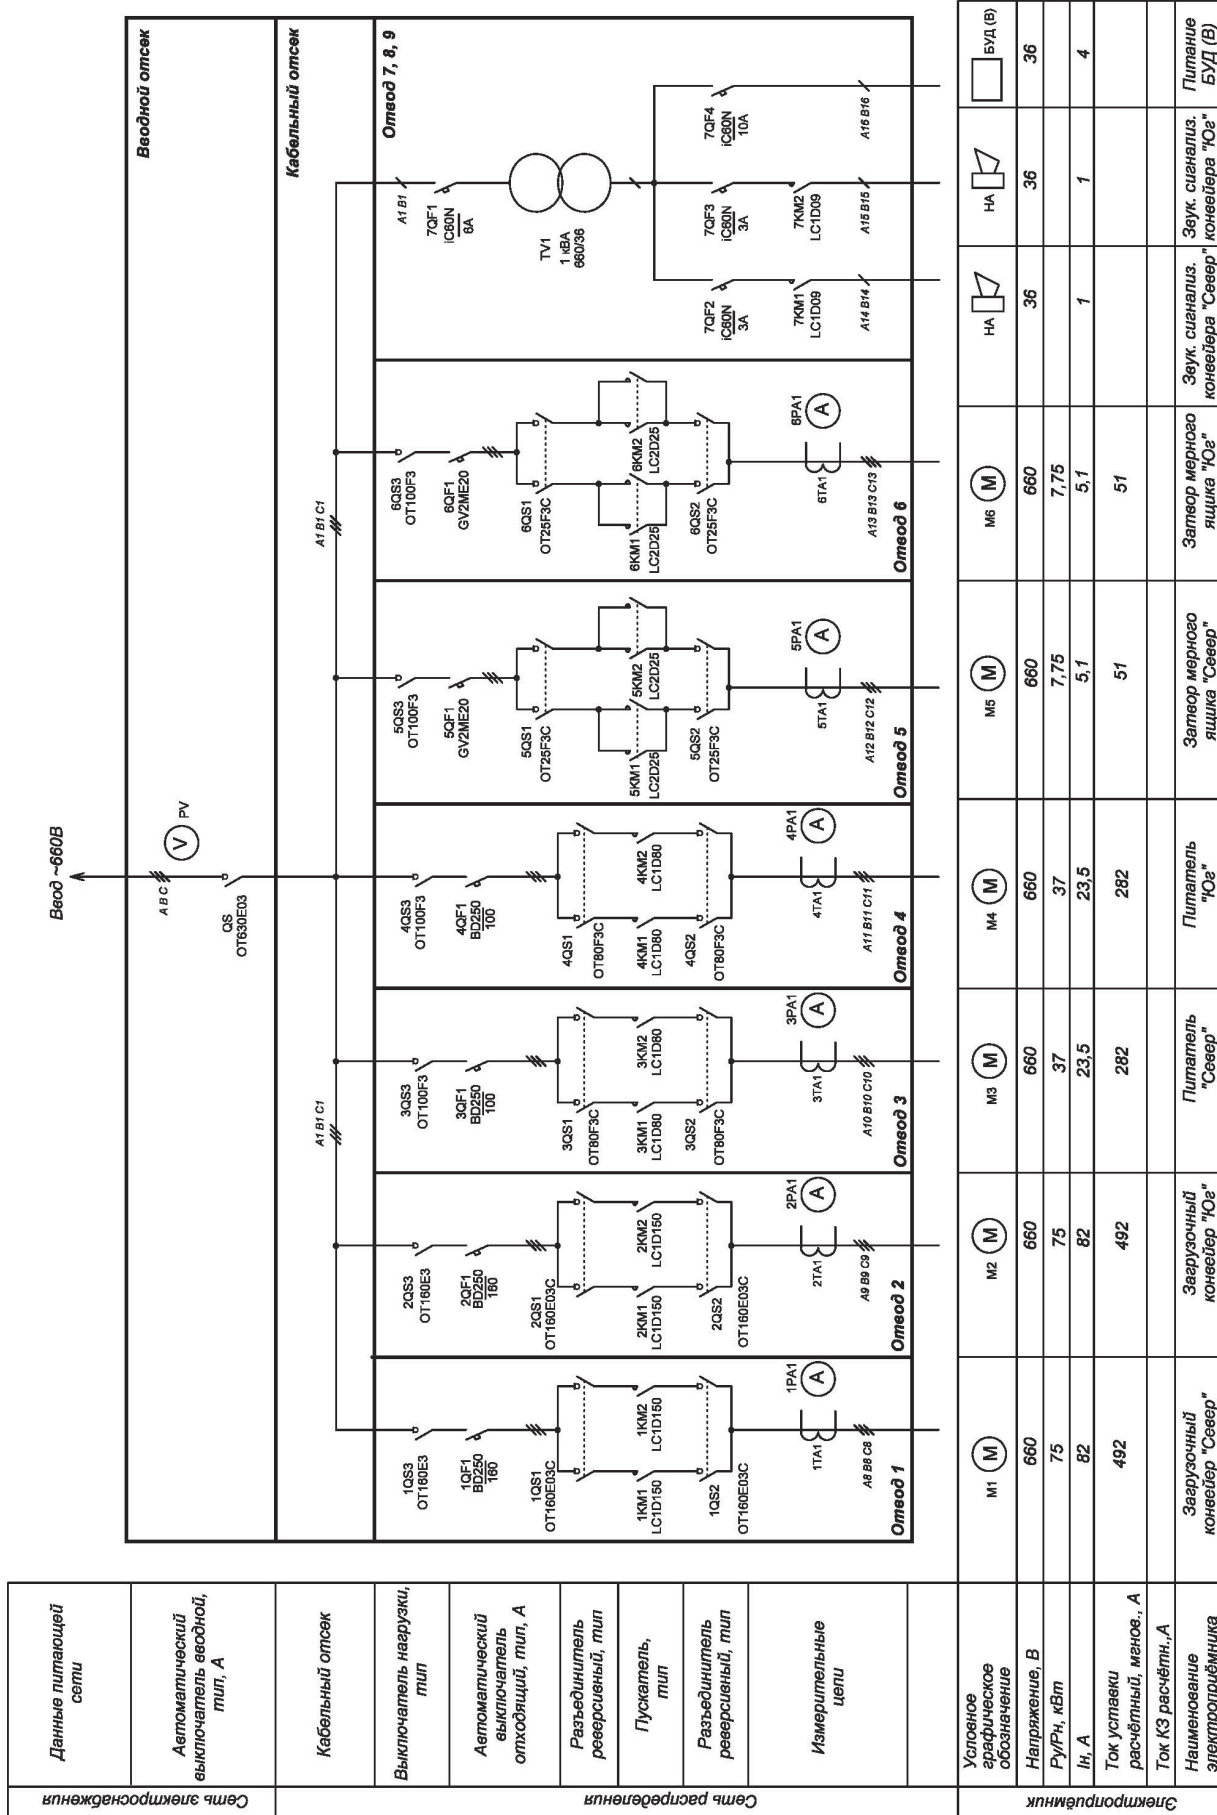 Ввод ~660В
Данные питающей
сети
Вводной отсек
A B C
PV
V
QS
OT630E03
Автоматический
выключатель вводной,
тип, А
Сеть электроснабжения
Кабельный отсек
A1 B1 C1
A1 B1 C1
Кабельный отсек
Выключатель нагрузки,
тип
Автоматический
выключатель
отходящий, тип, А
Разъединитель
реверсивный, тип
Пускатель,
тип
Разъединитель
реверсивный, тип
Измерительные
цепи
Сеть распределения
1QS3
OT160E3
1QF1
BD250
160
1QS1
OT160E03C
1KM1
LC1D150
1KM2
LC1D150
1QS2
OT160E03C
1PA1
A
1TA1
A8 B8 C8
Отвод 1
2QS3
OT160E3
2QF1
BD250
160
2QS1
OT160E03C
2KM1
LC1D150
2KM2
LC1D150
2QS2
OT160E03C
2PA1
A
2TA1
A9 B9 C9
Отвод 2
3QS3
OT100F3
3QF1
BD250
100
3QS1
OT80F3C
3KM1
LC1D80
3KM2
LC1D80
3QS2
OT80F3C
3PA1
A
3TA1
A10 B10 C10
Отвод 3
4QS3
OT100F3
4QF1
BD250
100
4QS1
OT80F3C
4KM1
LC1D80
4KM2
LC1D80
4QS2
OT80F3C
4PA1
A
4TA1
A11 B11 C11
Отвод 4
5QS3
OT100F3
5QF1
GV2ME20
5QS1
OT25F3C
5KM1
LC2D25
5KM2
LC2D25
5QS2
OT25F3C
5PA1
A
5TA1
A12 B12 C12
Отвод 5
6QS3
OT100F3
6QF1
GV2ME20
6QS1
OT25F3C
6KM1
LC2D25
6KM2
LC2D25
6QS2
OT25F3C
6PA1
A
6TA1
A13 B13 C13
Отвод 6
Отвод 7, 8, 9
A1 B1
7QF1
iC60N
6A
TV1
1 кВА
660/36
7QF2
iC60N
3A
7KM1
LC1D09
A14 B14
7QF3
iC60N
3A
7KM2
LC1D09
A15 B15
7QF4
iC60N
10A
A16 B16
Электроприёмник
Условное
графическое
обозначение
M1 M
M2 M
M3 M
M4 M
M5 M
M6 M
HA
HA
БУД (В)
Напряжение, В 660 660 660 660 660 660 36 36 36
Ру/Рн, кВт 75 75 37 37 7,75 7,75
Iн, А 82 82 23,5 23,5 5,1 5,1 1 1 4
Ток уставки
расчётный, мгнов., А
492 492 282 282 51 51
Ток КЗ расчётн.,А
Наименование
электроприёмника
Загрузочный
конвейер "Север"
Загрузочный
конвейер "Юг"
Питатель
"Север"
Питатель
"Юг"
Затвор мерного
ящика "Север"
Затвор мерного
ящика "Юг"
Звук. сигнализ.
конвейера "Север"
Звук. сигнализ.
конвейера "Юг"
Питание
БУД (В)